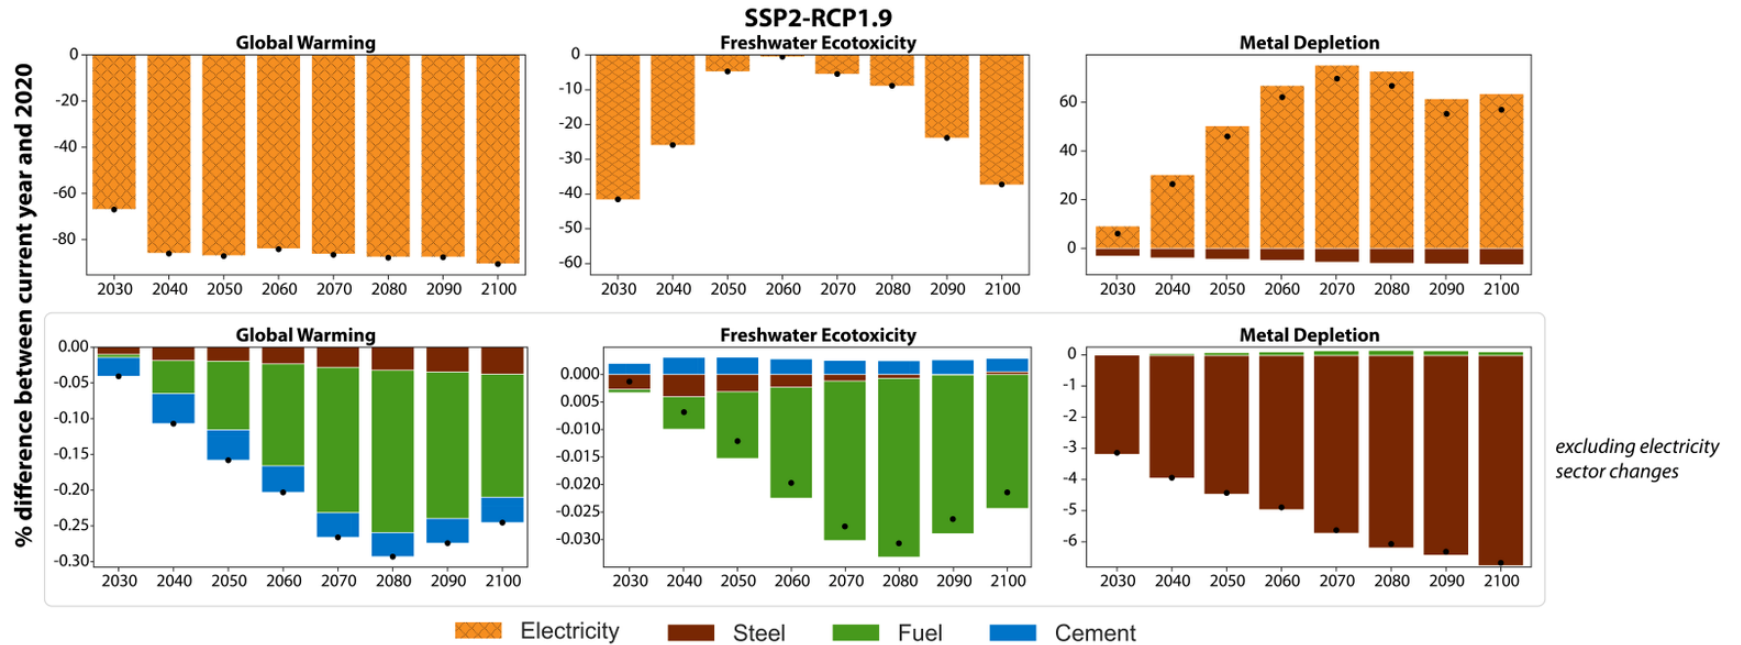 SSP2-RCP1.9
% difference between current year and 2020
Global Warming
0
-20
-40
-60
-80
2030 2040 2050 2060 2070 2080 2090 2100
Freshwater Ecotoxicity
0
-10
-20
-30
-40
-50
-60
2030 2040 2050 2060 2070 2080 2090 2100
Metal Depletion
60
40
20
0
2030 2040 2050 2060 2070 2080 2090 2100
Global Warming
0.00
-0.05
-0.10
-0.15
-0.20
-0.25
-0.30
2030 2040 2050 2060 2070 2080 2090 2100
Freshwater Ecotoxicity
0.000
0.005
-0.010
-0.015
-0.020
-0.025
-0.030
2030 2040 2050 2060 2070 2080 2090 2100
Metal Depletion
0
-1
-2
-3
-4
-5
-6
2030 2040 2050 2060 2070 2080 2090 2100
excluding electricity
sector changes
Electricity Steel Fuel Cement